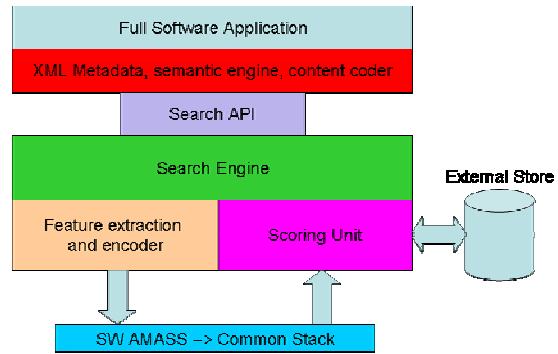 Full Software Application
XML Metadata, semantic engine, content coder
Search API
Search Engine
External Store
Feature extraction
and encoder
Scoring Unit
SW AMASS –> Common Stack